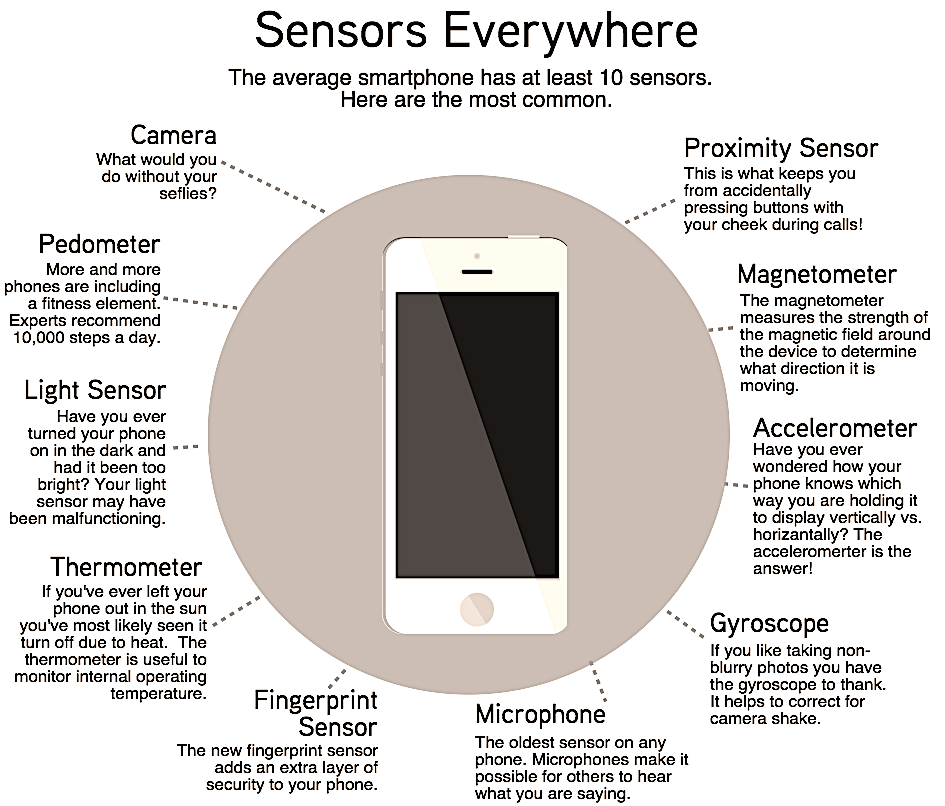 Sensors Everywhere
The average smartphone has at least 10 sensors.
Here are the most common.
Camera
What would you
do without your
seflies?
Pedometer
More and more
phones are including
a fitness element.
Experts recommend
10,000 steps a day.
Light Sensor
Have you ever
turned your phone
on in the dark and
had it been too
bright? Your light
sensor may have
been malfunctioning.
Thermometer
If you've ever left your
phone out in the sun
you've most likely seen it
turn off due to heat. The
thermometer is useful to
monitor internal operating
temperature.
Fingerprint
Sensor
The new fingerprint sensor
adds an extra layer of
security to your phone.
Microphone
The oldest sensor on any
phone. Microphones make it
possible for others to hear
what you are saying.
Proximity Sensor
This is what keeps you
from accidentally
pressing buttons with
your cheek during calls!
Magnetometer
The magnetometer
measures the strength of
the magnetic field around
the device to determine
what direction it is
moving.
Accelerometer
Have you ever
wondered how your
phone knows which
way you are holding it
to display vertically vs.
horizantally? The
acceleromerter is the
answer!
Gyroscope
If you like taking non-
blurry photos you have
the gyroscope to thank.
It helps to correct for
camera shake.